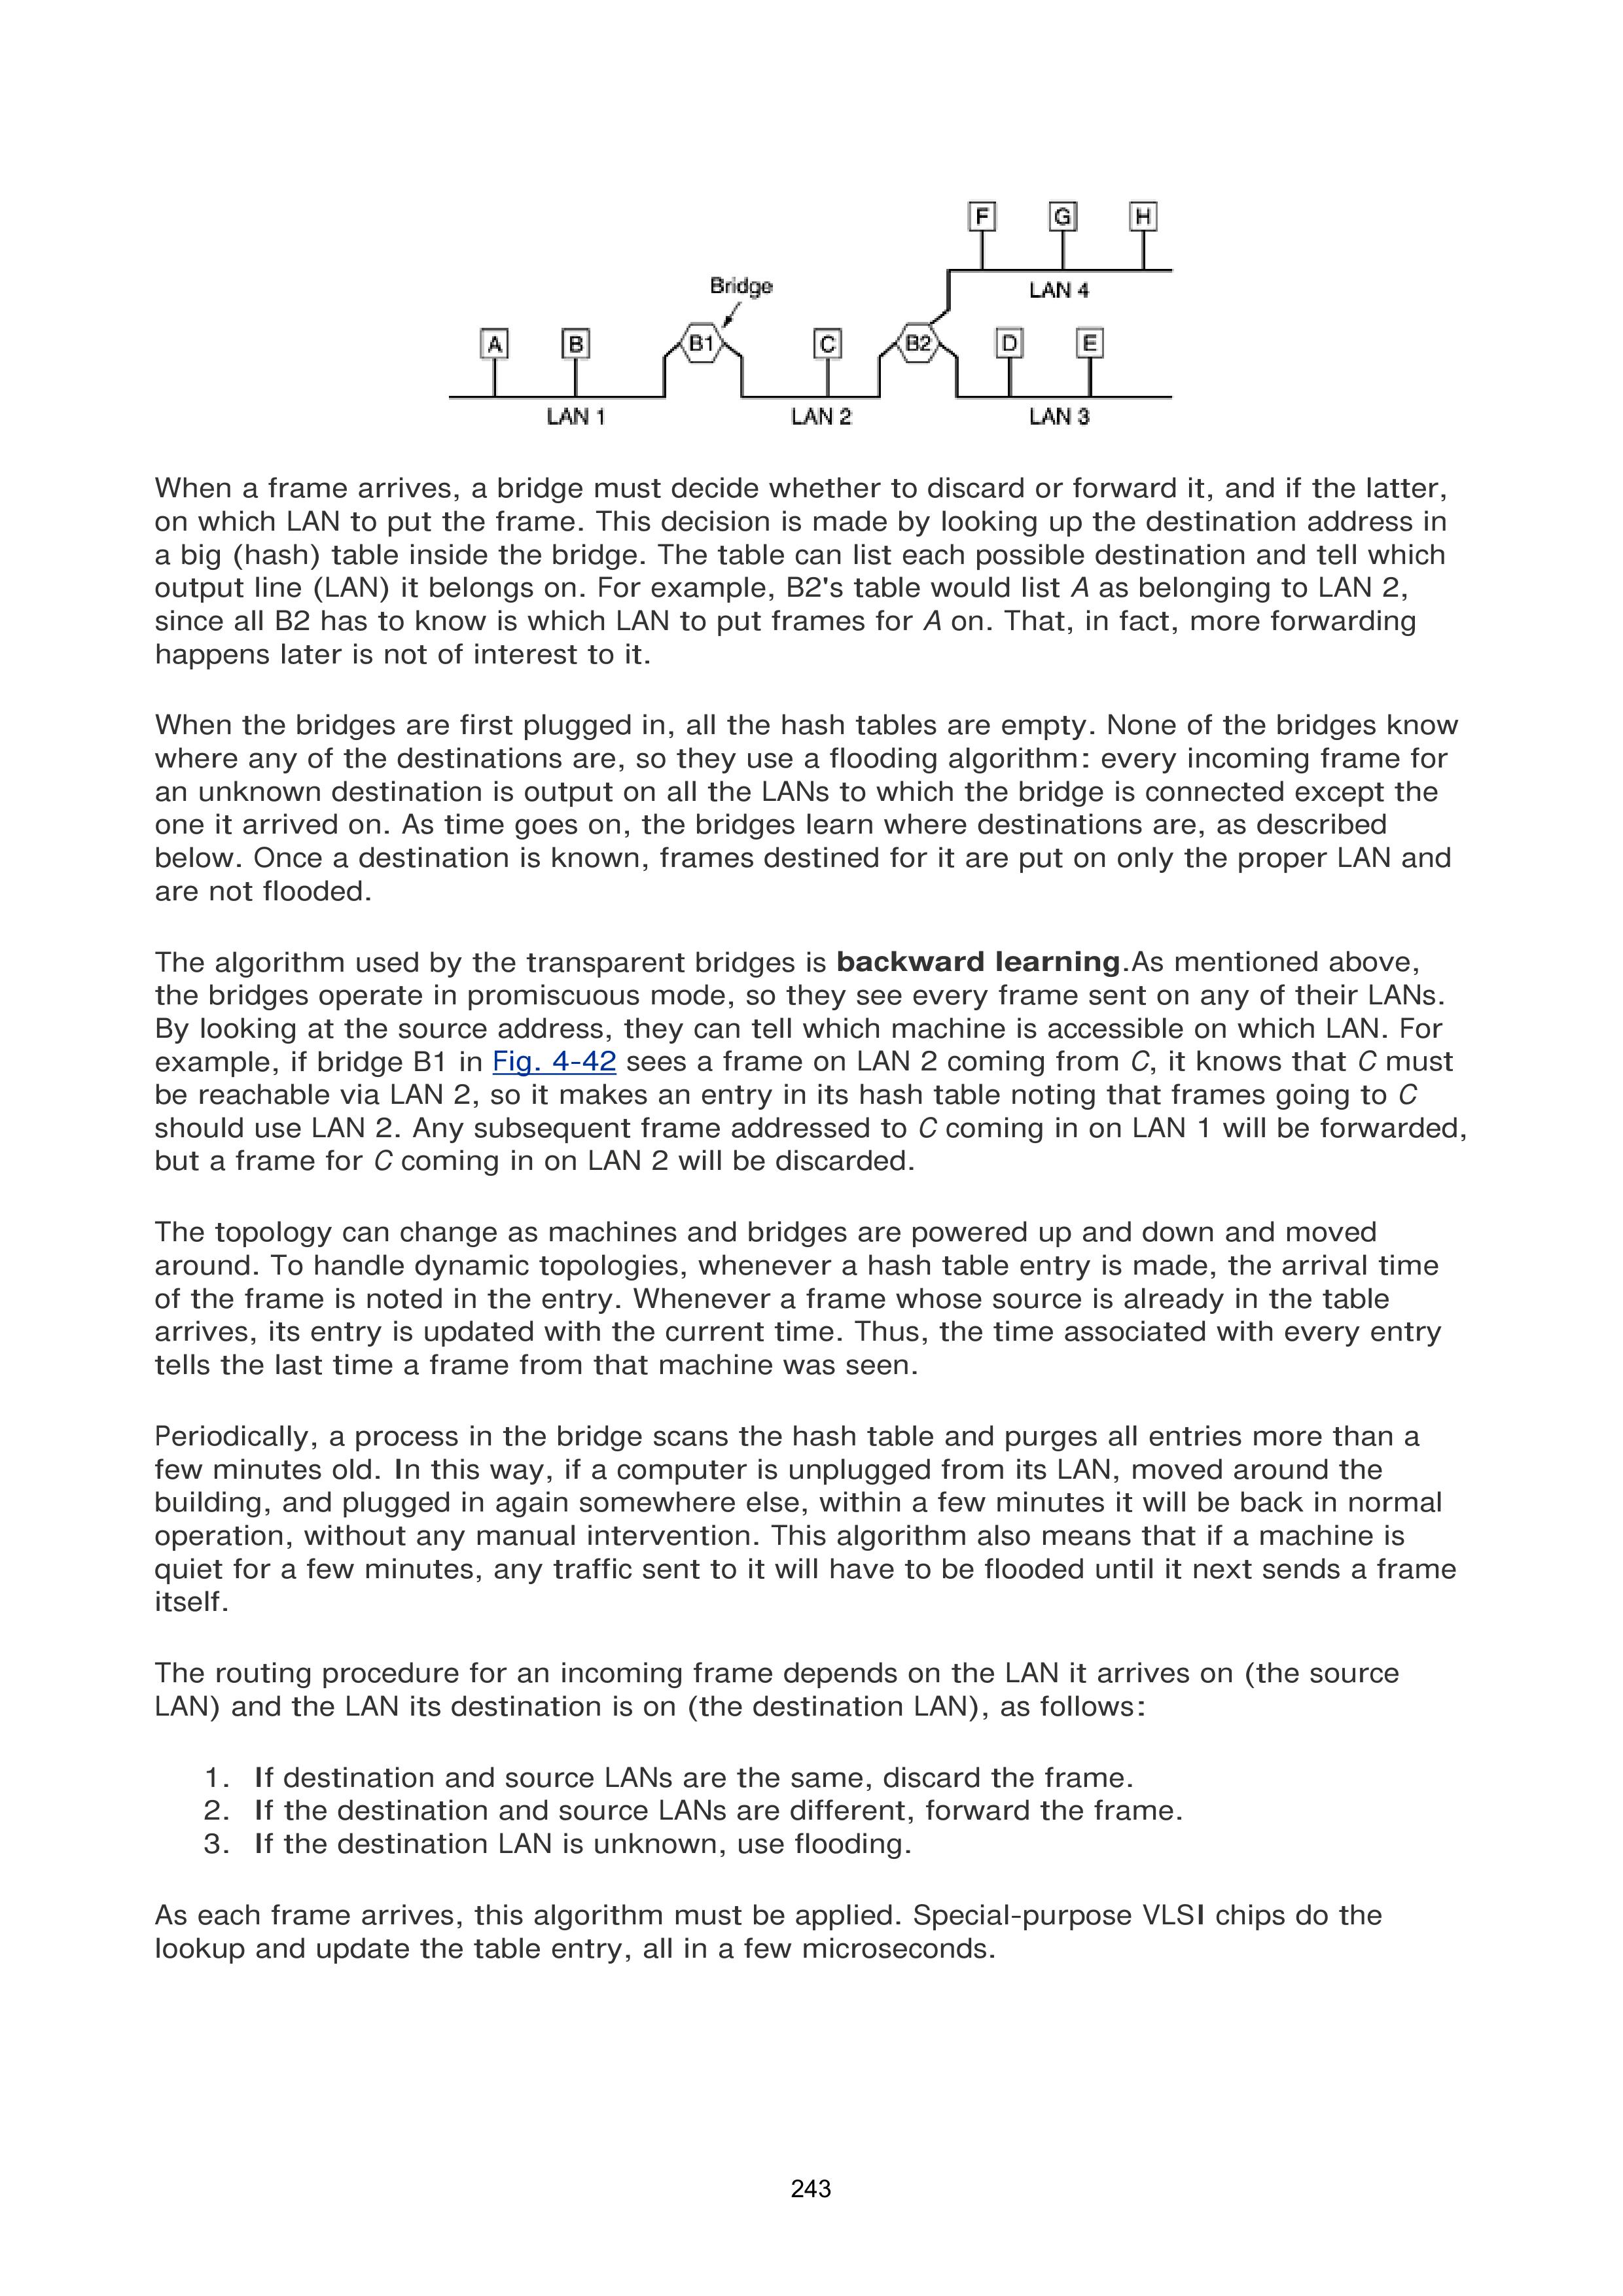 F G H
LAN 4
Bridge
A B B1 C B2 D E
LAN 1 LAN 2 LAN 3
When a frame arrives, a bridge must decide whether to discard or forward it, and if the latter,
on which LAN to put the frame. This decision is made by looking up the destination address in
a big (hash) table inside the bridge. The table can list each possible destination and tell which
output line (LAN) it belongs on. For example, B2's table would list A as belonging to LAN 2,
since all B2 has to know is which LAN to put frames for A on. That, in fact, more forwarding
happens later is not of interest to it.
When the bridges are first plugged in, all the hash tables are empty. None of the bridges know
where any of the destinations are, so they use a flooding algorithm: every incoming frame for
an unknown destination is output on all the LANs to which the bridge is connected except the
one it arrived on. As time goes on, the bridges learn where destinations are, as described
below. Once a destination is known, frames destined for it are put on only the proper LAN and
are not flooded.
The algorithm used by the transparent bridges is backward learning.As mentioned above,
the bridges operate in promiscuous mode, so they see every frame sent on any of their LANs.
By looking at the source address, they can tell which machine is accessible on which LAN. For
example, if bridge B1 in Fig. 4-42 sees a frame on LAN 2 coming from C, it knows that C must
be reachable via LAN 2, so it makes an entry in its hash table noting that frames going to C
should use LAN 2. Any subsequent frame addressed to C coming in on LAN 1 will be forwarded,
but a frame for C coming in on LAN 2 will be discarded.
The topology can change as machines and bridges are powered up and down and moved
around. To handle dynamic topologies, whenever a hash table entry is made, the arrival time
of the frame is noted in the entry. Whenever a frame whose source is already in the table
arrives, its entry is updated with the current time. Thus, the time associated with every entry
tells the last time a frame from that machine was seen.
Periodically, a process in the bridge scans the hash table and purges all entries more than a
few minutes old. In this way, if a computer is unplugged from its LAN, moved around the
building, and plugged in again somewhere else, within a few minutes it will be back in normal
operation, without any manual intervention. This algorithm also means that if a machine is
quiet for a few minutes, any traffic sent to it will have to be flooded until it next sends a frame
itself.
The routing procedure for an incoming frame depends on the LAN it arrives on (the source
LAN) and the LAN its destination is on (the destination LAN), as follows:
1. If destination and source LANs are the same, discard the frame.
2. If the destination and source LANs are different, forward the frame.
3. If the destination LAN is unknown, use flooding.
As each frame arrives, this algorithm must be applied. Special-purpose VLSI chips do the
lookup and update the table entry, all in a few microseconds.
243